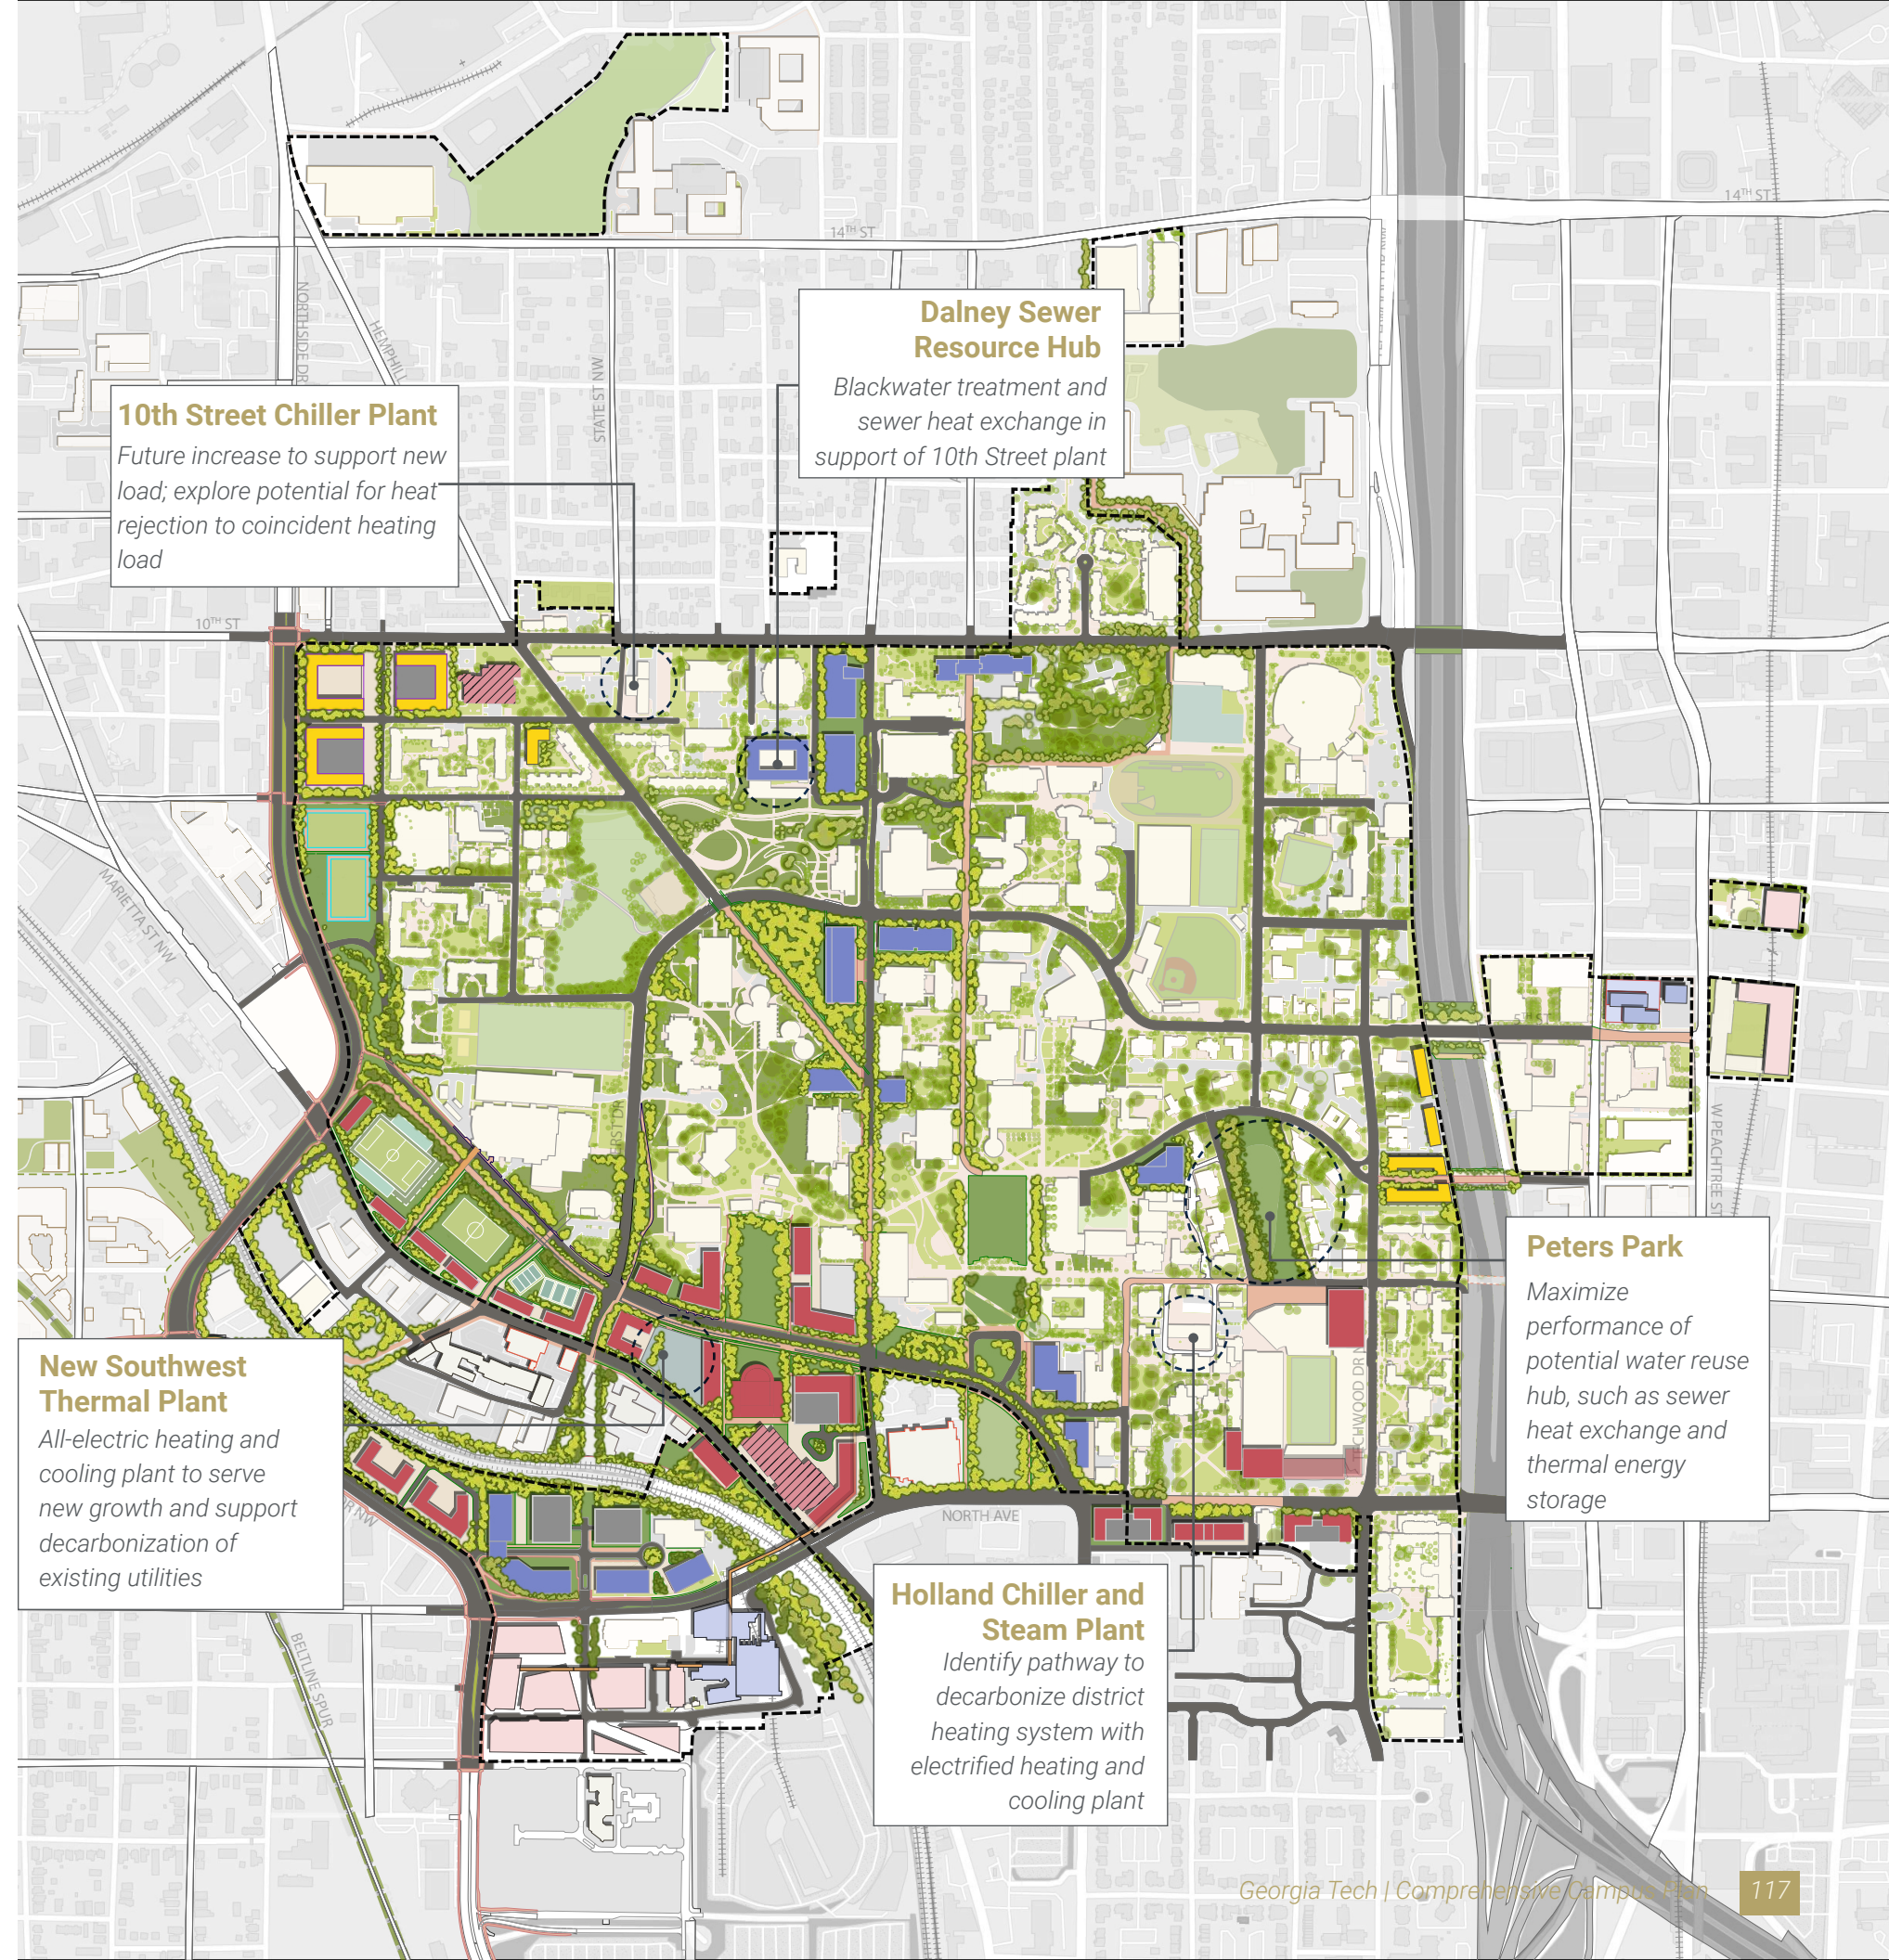 14TH ST
14TH ST
NORTHSIDE DR
HEMPHILL
STATE ST NW
Dalney Sewer
Resource Hub
Blackwater treatment and
sewer heat exchange in
support of 10th Street plant
10th Street Chiller Plant
Future increase to support new
load; explore potential for heat
rejection to coincident heating
load
10TH ST
MARIETTA ST NW
5TH ST
W PEACHTREE ST
Peters Park
Maximize
performance of
potential water reuse
hub, such as sewer
heat exchange and
thermal energy
storage
New Southwest
Thermal Plant
All-electric heating and
cooling plant to serve
new growth and support
decarbonization of
existing utilities
TECHWOOD DR
NORTH AVE
Holland Chiller and
Steam Plant
Identify pathway to
decarbonize district
heating system with
electrified heating and
cooling plant
BELTLINE SPUR
Georgia Tech | Comprehensive Campus Plan
117